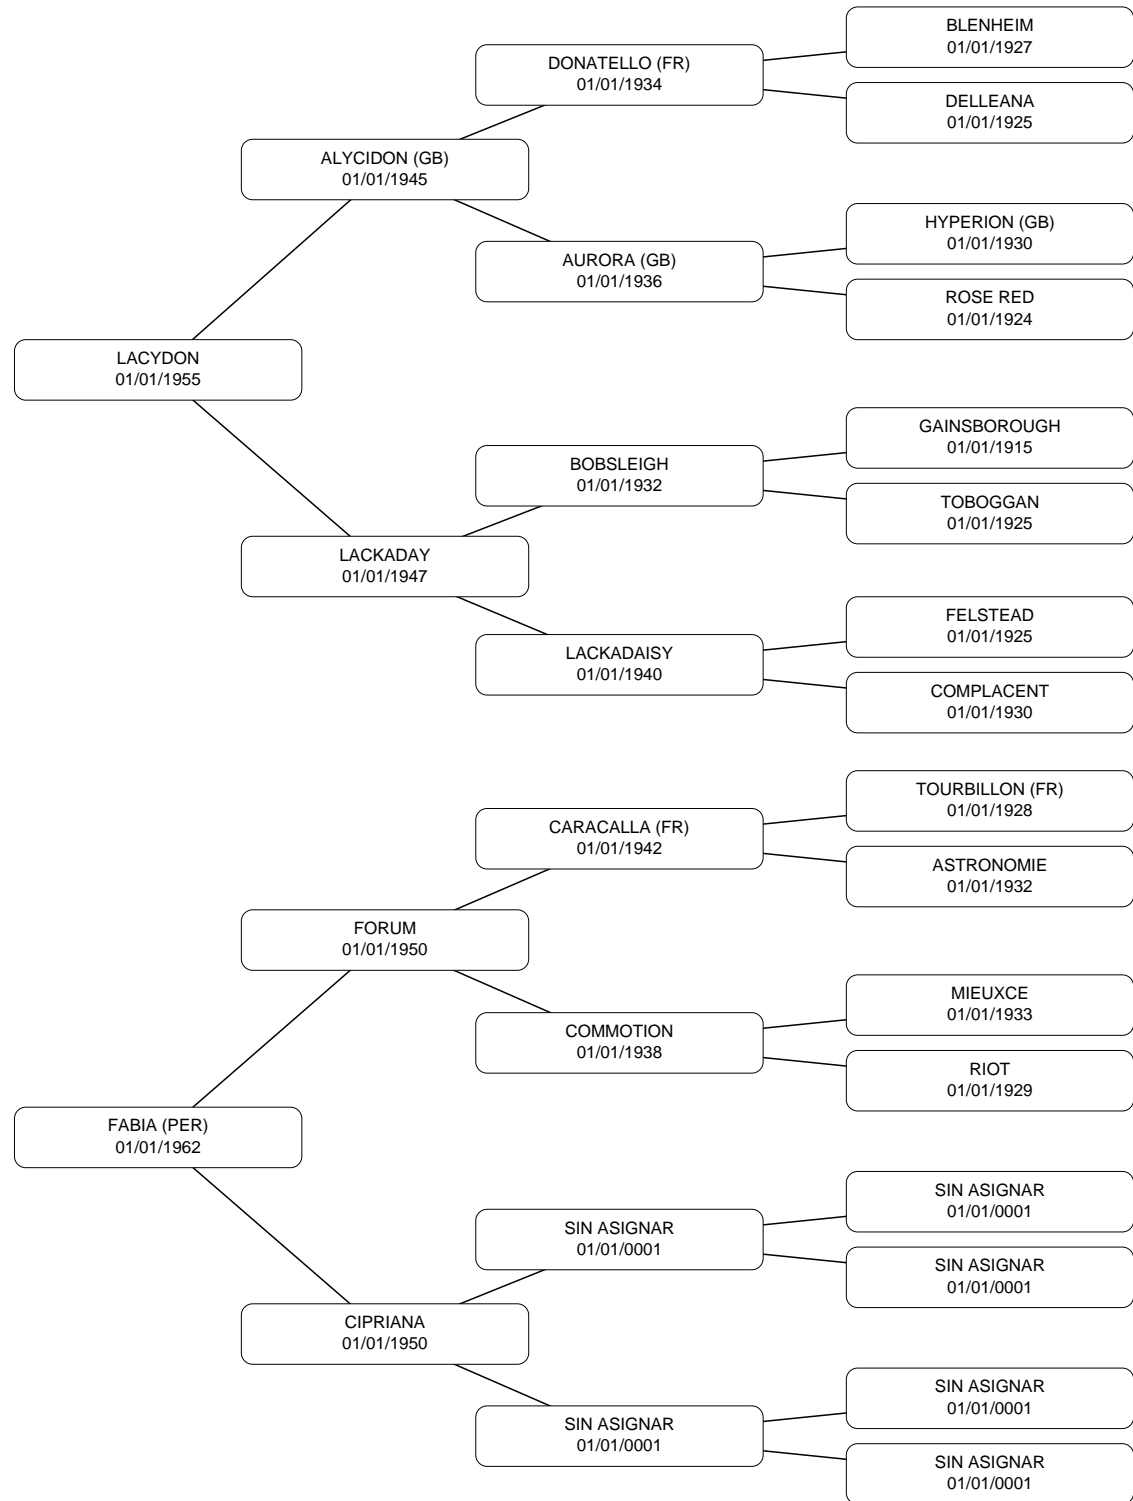 BLENHEIM
01/01/1927
DONATELLO (FR)
01/01/1934
DELLEANA
01/01/1925
ALYCIDON (GB)
01/01/1945
HYPERION (GB)
01/01/1930
AURORA (GB)
01/01/1936
ROSE RED
01/01/1924
LACYDON
01/01/1955
GAINSBOROUGH
01/01/1915
BOBSLEIGH
01/01/1932
TOBOGGAN
01/01/1925
LACKADAY
01/01/1947
FELSTEAD
01/01/1925
LACKADAISY
01/01/1940
COMPLACENT
01/01/1930
TOURBILLON (FR)
01/01/1928
CARACALLA (FR)
01/01/1942
ASTRONOMIE
01/01/1932
FORUM
01/01/1950
MIEUXCE
01/01/1933
COMMOTION
01/01/1938
RIOT
01/01/1929
FABIA (PER)
01/01/1962
SIN ASIGNAR
01/01/0001
SIN ASIGNAR
01/01/0001
SIN ASIGNAR
01/01/0001
CIPRIANA
01/01/1950
SIN ASIGNAR
01/01/0001
SIN ASIGNAR
01/01/0001
SIN ASIGNAR
01/01/0001